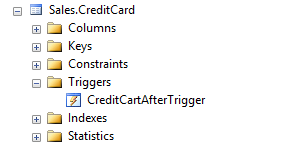 Sales.CreditCard
Columns
Keys
Constraints
Triggers
CreditCartAfterTrigger
Indexes
Statistics